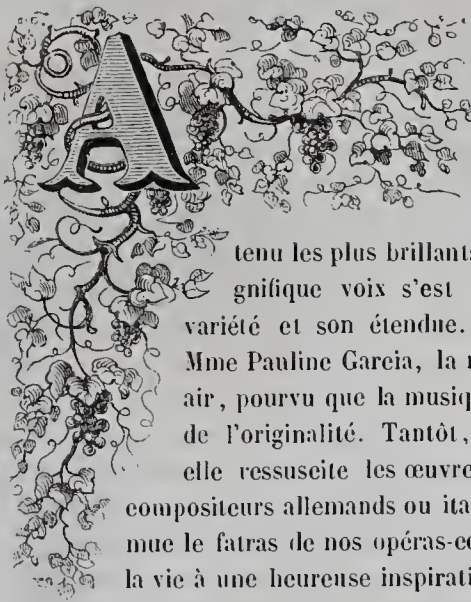 A
tenu les plus brillants
gnifique voix s'est
variété et son étendue.
Mme Pauline Garcia, la
air, pourvu que la musiq
de l'originalité. Tantôt,
elle ressuscite les œuvre
compositeurs allemands ou ita
mue le fatras de nos opéras-co
la vie à une heureuse inspirati